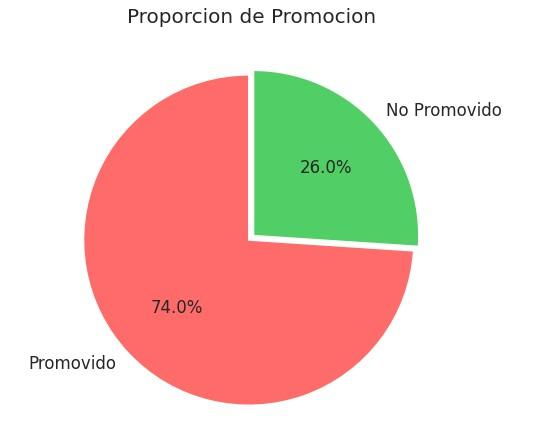 Proporcion de Promocion
No Promovido
26.0%
74.0%
Promovido